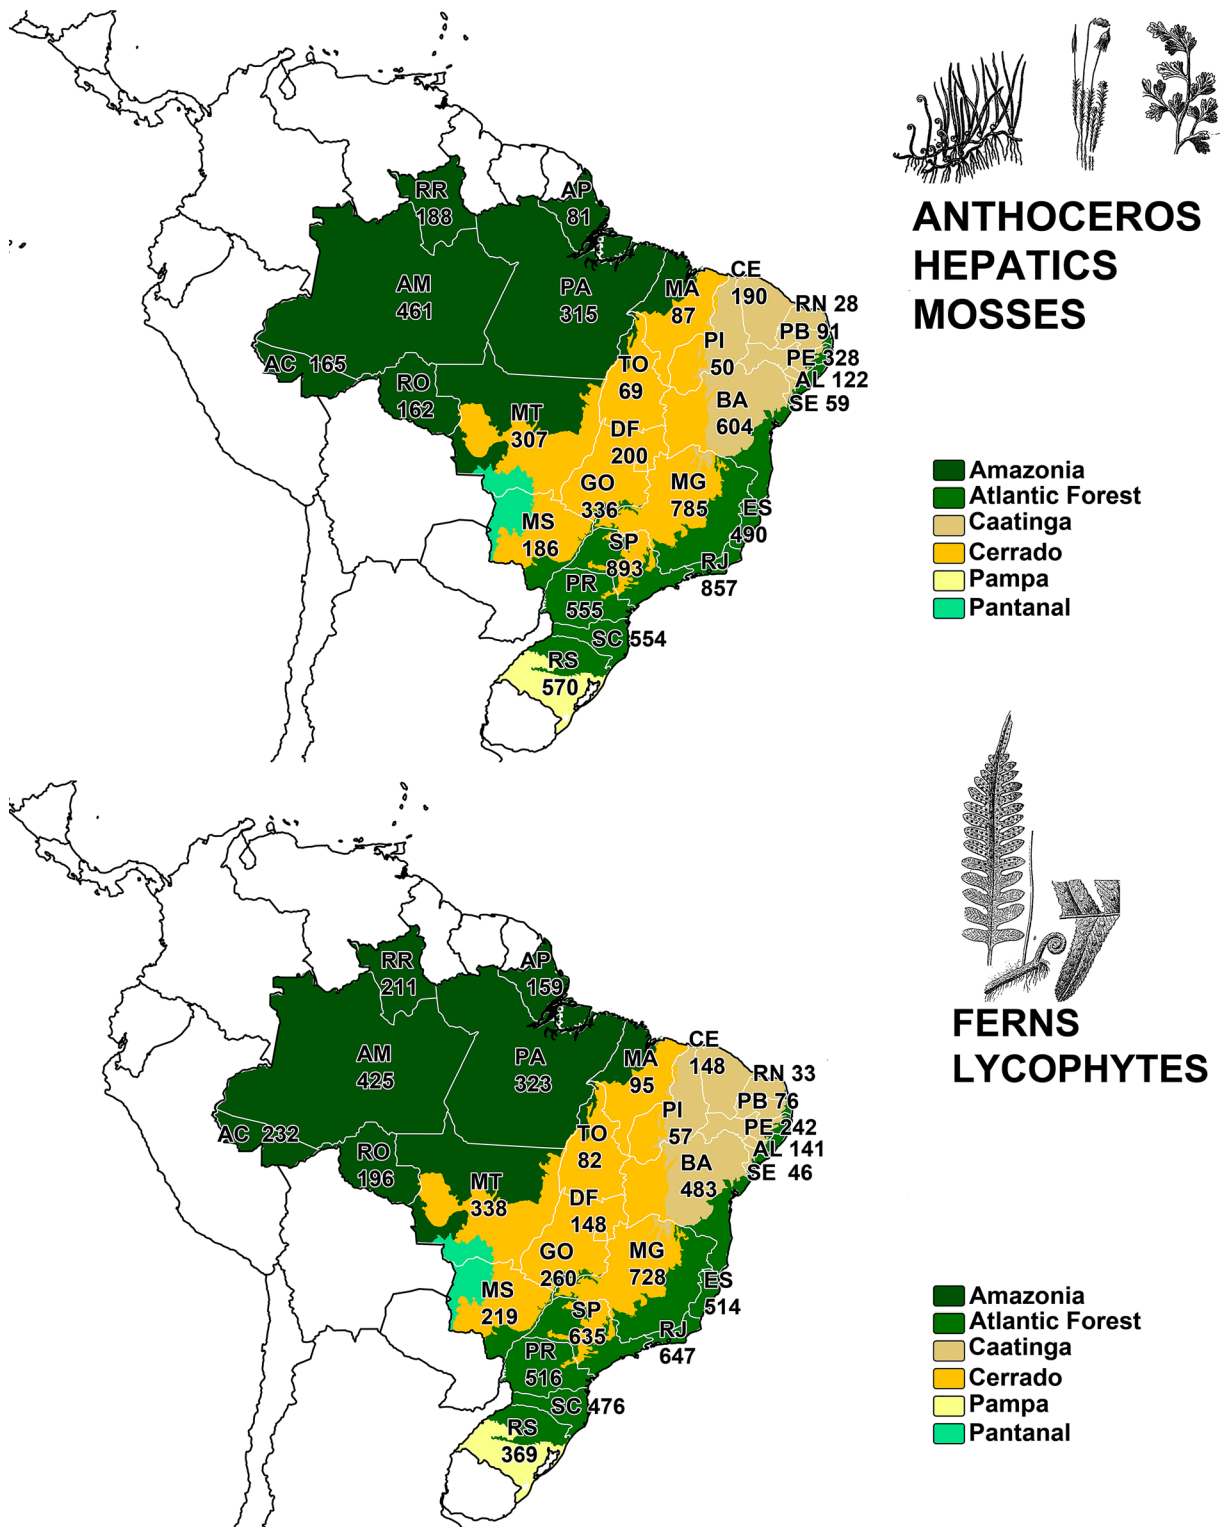 ANTHOCEROS
HEPATICS
MOSSES
RR
188
AP
81
AM
461
PA
315
MA
87
CE
190
RN 28
PB 91
PE 328
AL 122
SE 59
PI
50
AC 165
RO
162
TO
69
BA
604
MT
307
DF
200
GO
336
MG
785
ES
490
MS
186
SP
893
RJ
857
PR
555
SC 554
RS
570
Amazonia
Atlantic Forest
Caatinga
Cerrado
Pampa
Pantanal
FERNS
LYCOPHYTES
RR
211
AP
159
AM
425
PA
323
MA
95
CE
148
RN 33
PB 76
PE 242
AL 141
SE 46
PI
57
AC 232
RO
196
TO
82
BA
483
MT
338
DF
148
GO
260
MG
728
ES
514
MS
219
SP
635
RJ
647
PR
516
SC 476
RS
369
Amazonia
Atlantic Forest
Caatinga
Cerrado
Pampa
Pantanal